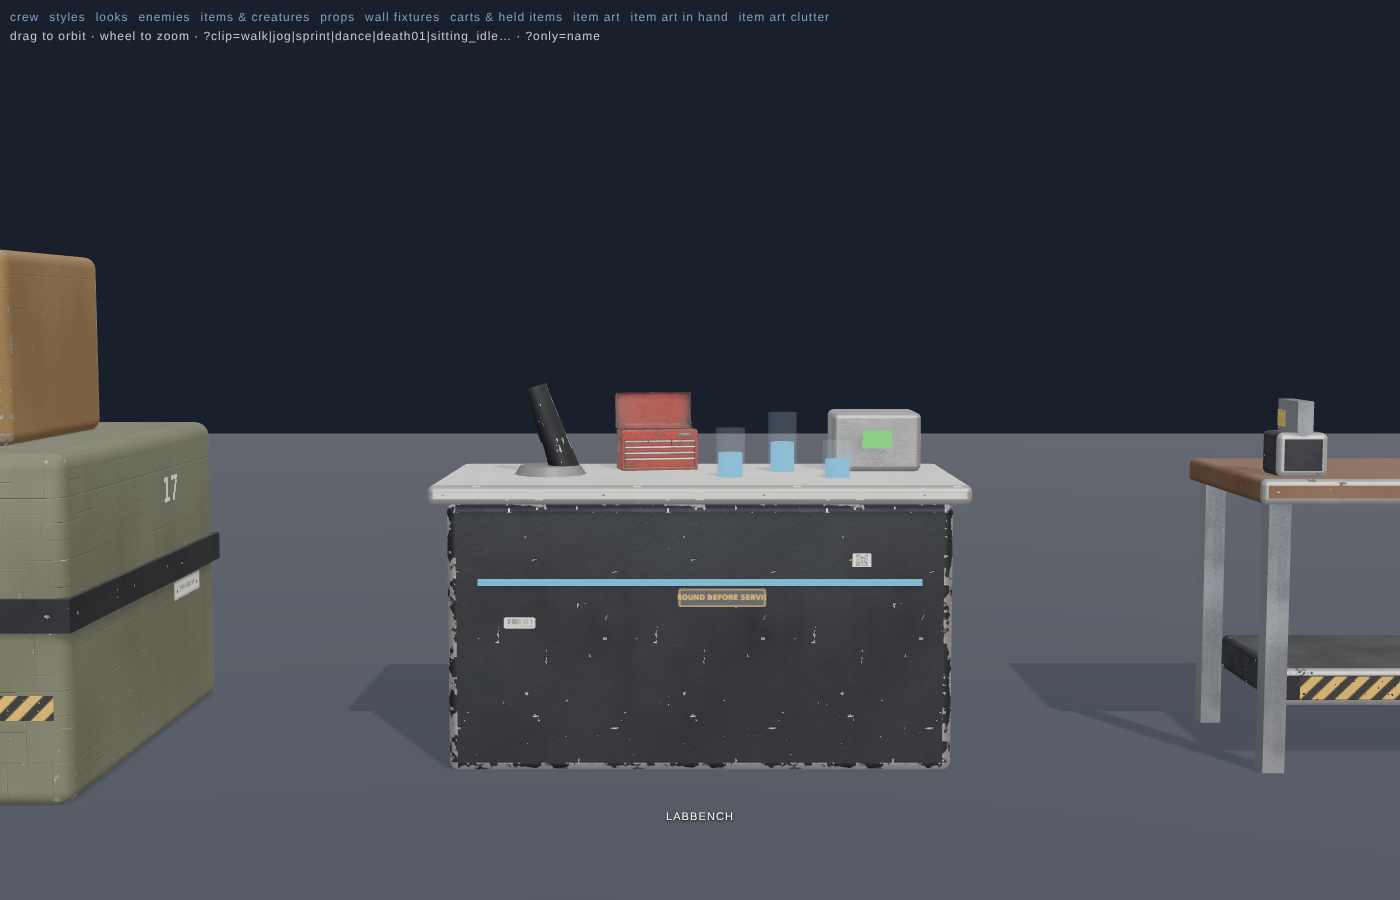 crew styles looks enemies items & creatures props wall fixtures carts & held items item art item art in hand item art clutter
drag to orbit · wheel to zoom · ?clip=walk|jog|sprint|dance|death01|sitting_idle… · ?only=name
17
OUND BEFORE SERVI
LABBENCH